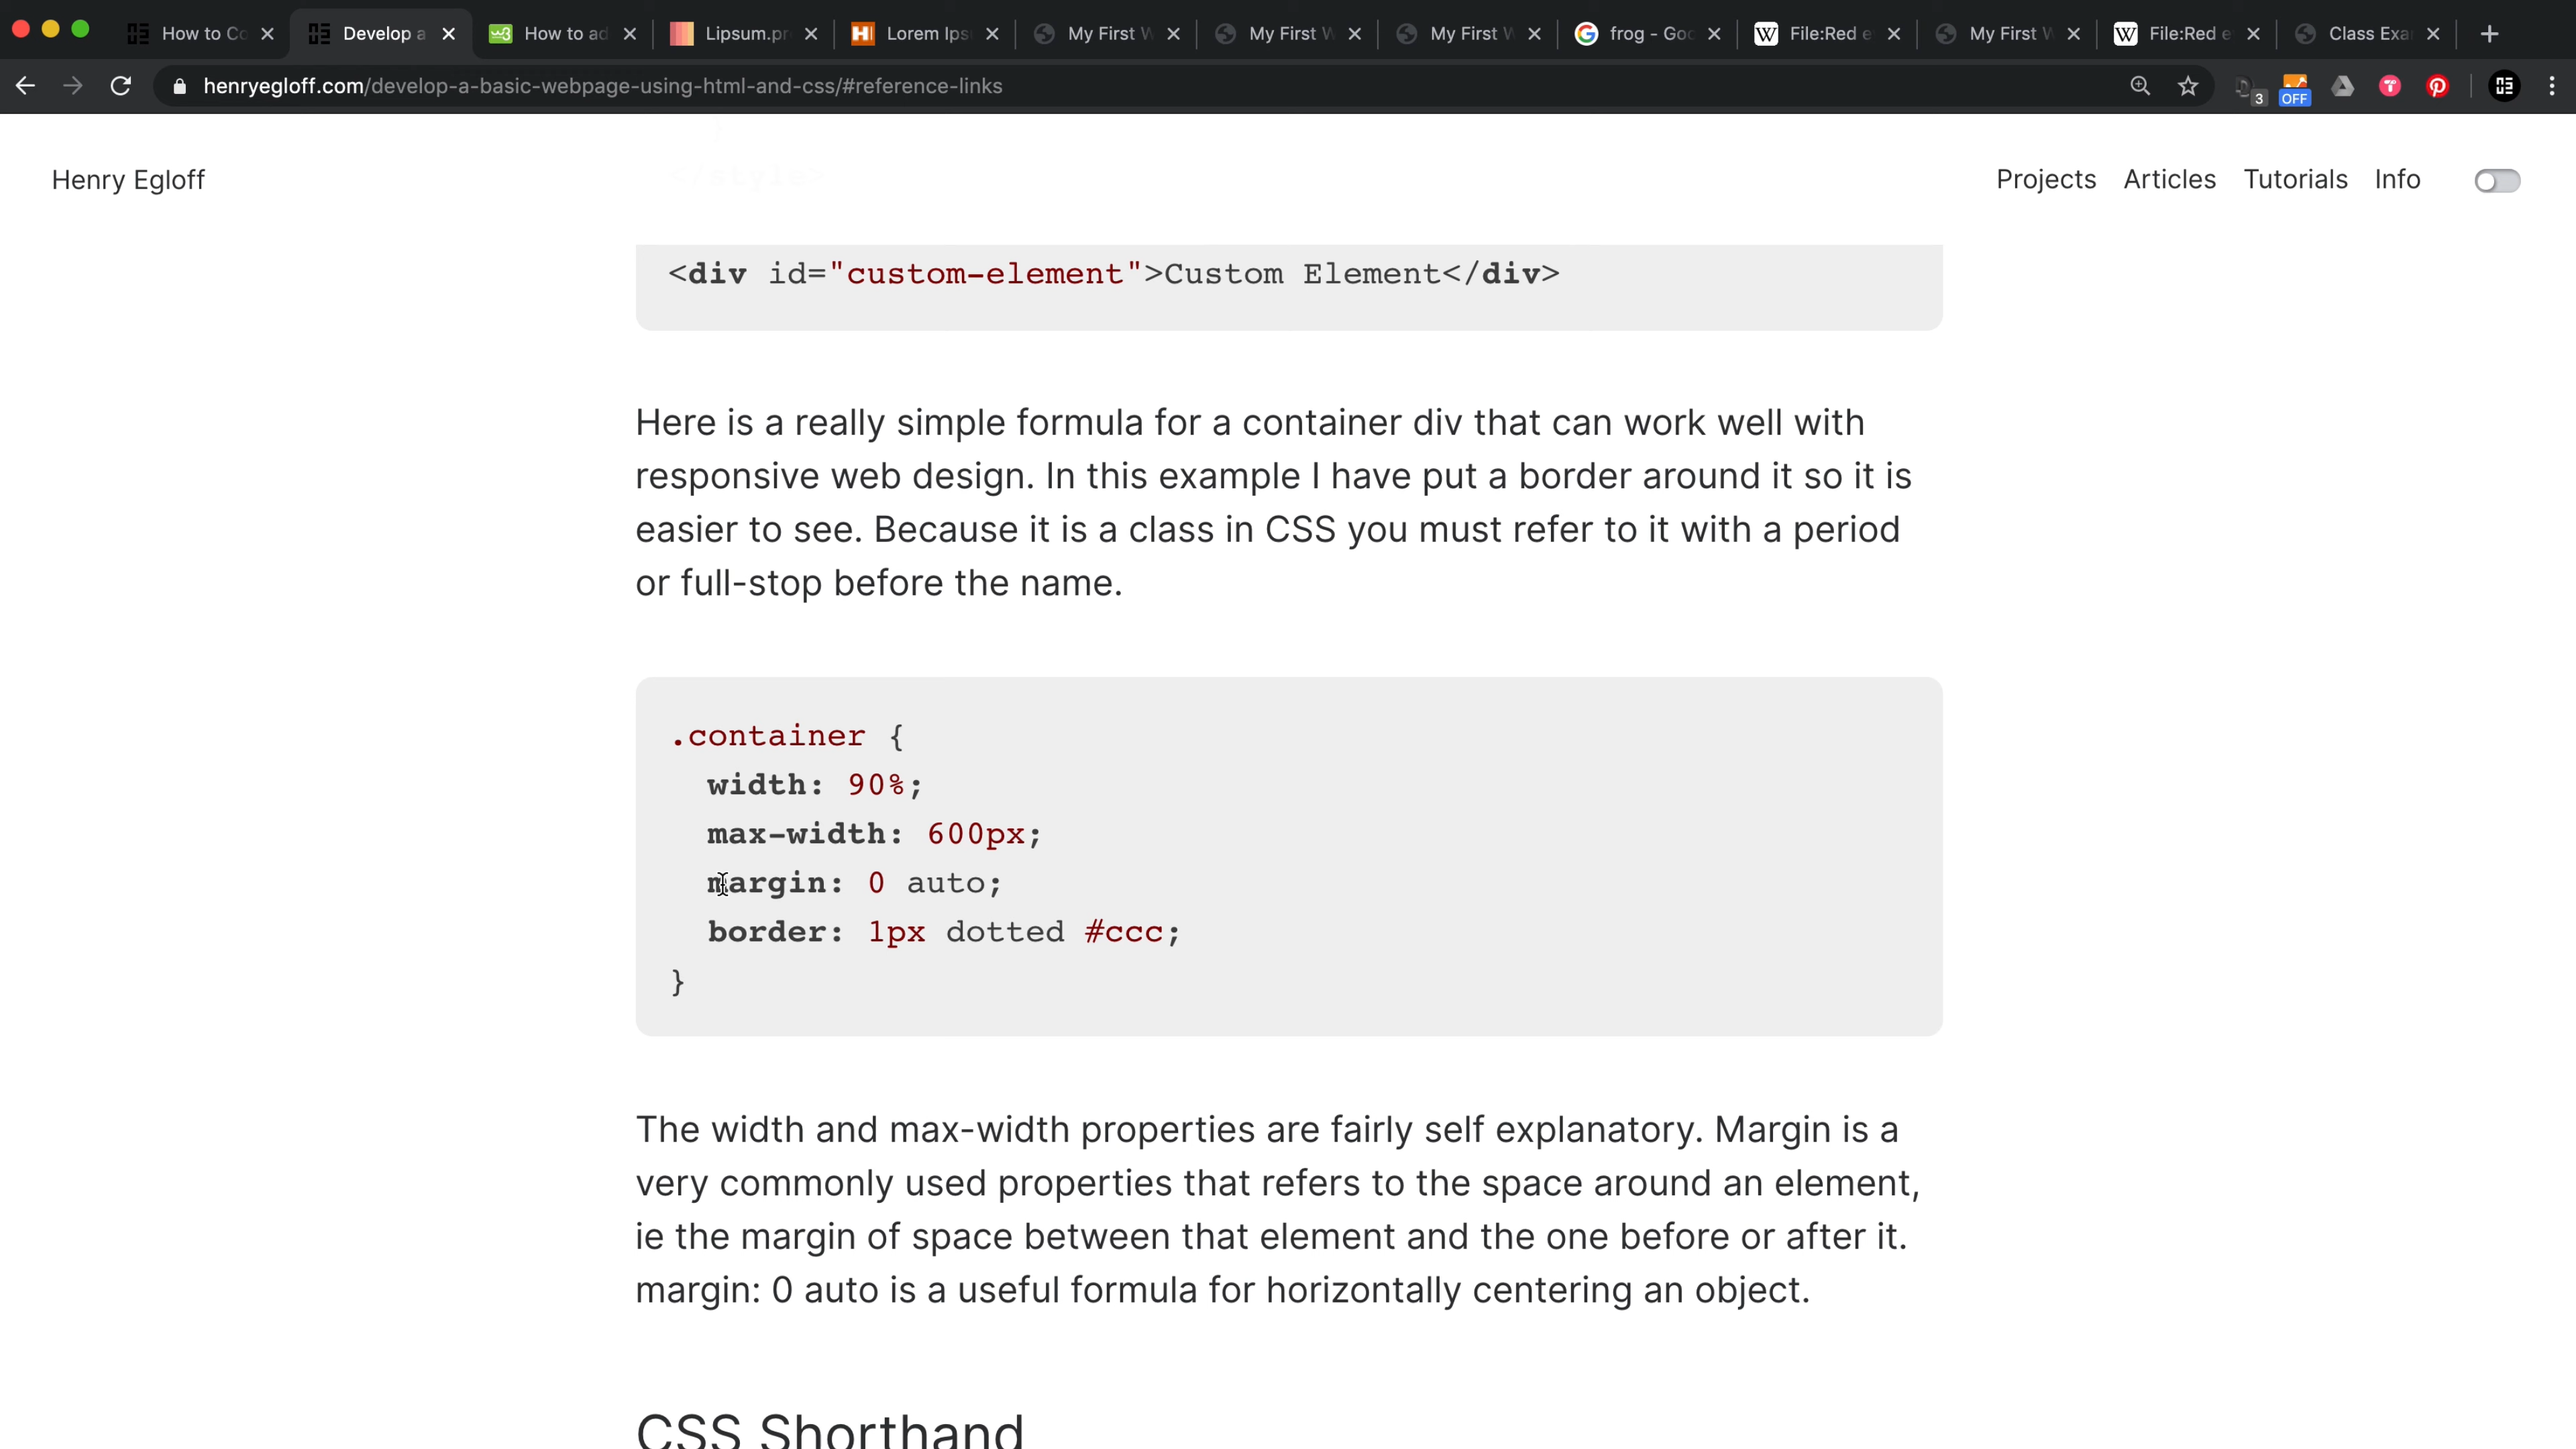 How to Co
Develop a
How to ad
Lipsum.pr
Lorem Ips
My First W
My First W
My First W
frog - Goo
File:Red e
My First W
File:Red e
Class Exa
henryegloff.com/develop-a-basic-webpage-using-html-and-css/#reference-links
3
OFF
</style>
Henry Egloff
Projects Articles Tutorials Info
<div id="custom-element">Custom Element</div>
Here is a really simple formula for a container div that can work well with
responsive web design. In this example I have put a border around it so it is
easier to see. Because it is a class in CSS you must refer to it with a period
or full-stop before the name.
.container {
width: 90%;
max-width: 600px;
margin: 0 auto;
border: 1px dotted #ccc;
}
The width and max-width properties are fairly self explanatory. Margin is a
very commonly used properties that refers to the space around an element,
ie the margin of space between that element and the one before or after it.
margin: 0 auto is a useful formula for horizontally centering an object.
CSS Shorthand